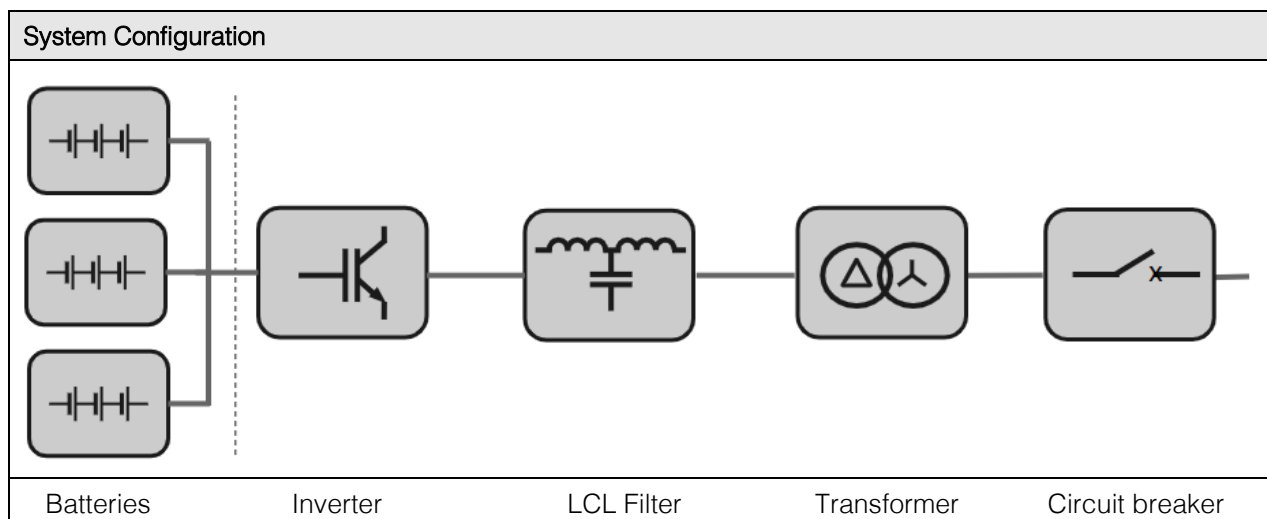 System Configuration
x
Batteries Inverter LCL Filter Transformer Circuit breaker